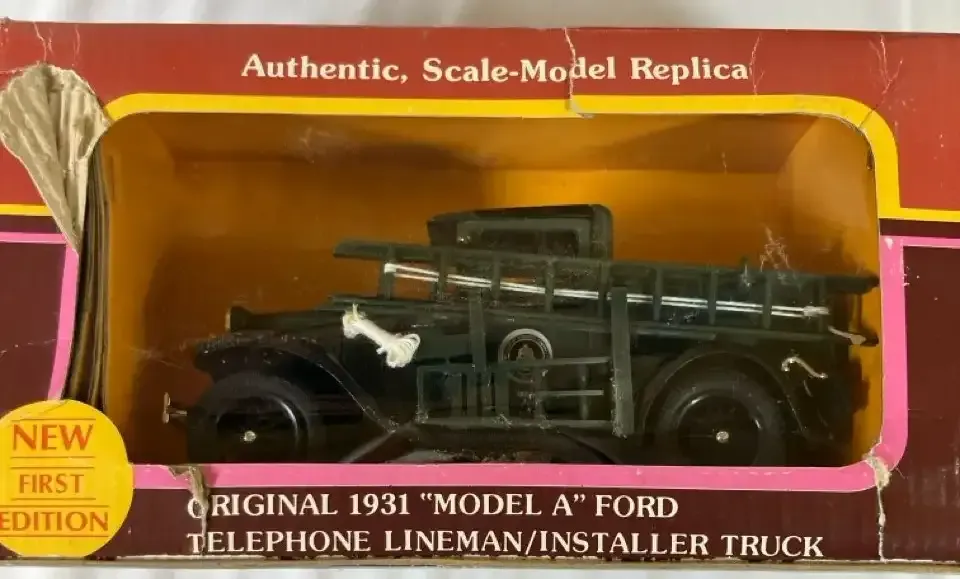 Authentic, Scale-Model Replica
NEW
FIRST
EDITION
ORIGINAL 1931 “MODEL A” FORD
TELEPHONE LINEMAN/INSTALLER TRUCK